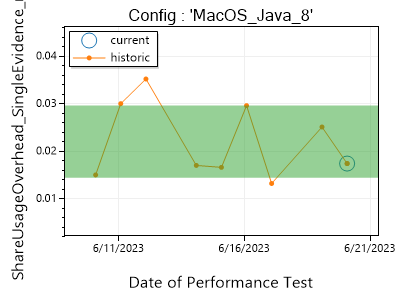 Config : 'MacOS_Java_8'
current
historic
0.04
0.03
0.02
0.01
6/11/2023
6/16/2023
6/21/2023
Date of Performance Test